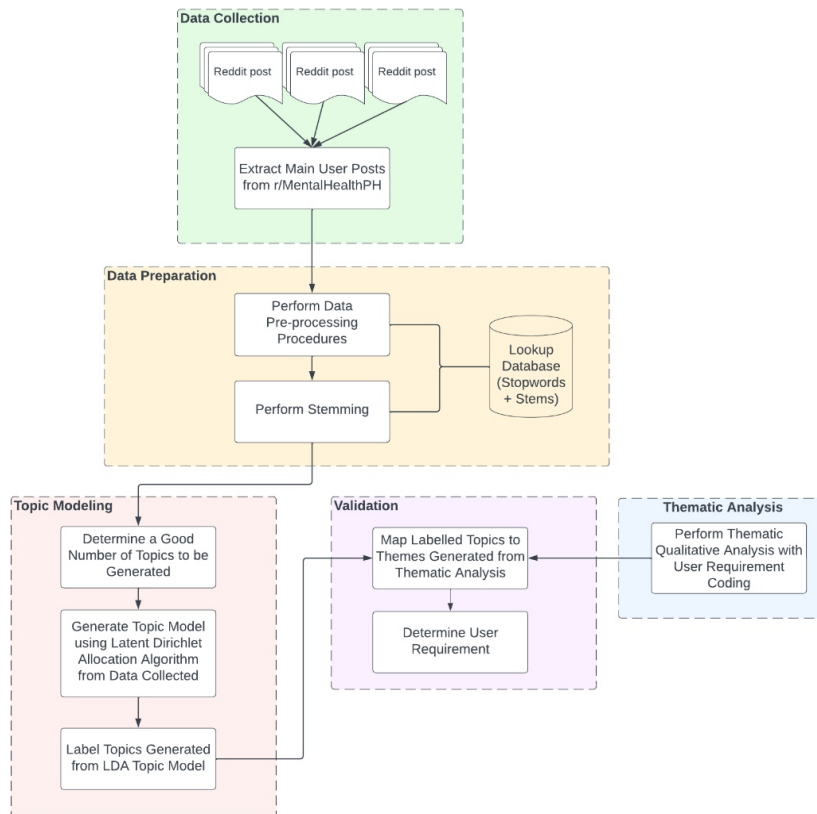 Data Collection
Reddit post
Reddit post
Reddit post
Extract Main User Posts
from r/MentalHealthPH
Data Preparation
Perform Data
Pre-processing
Procedures
Perform Stemming
Lookup
Database
(Stopwords
+ Stems)
Topic Modeling
Determine a Good
Number of Topics to be
Generated
Generate Topic Model
using Latent Dirichlet
Allocation Algorithm
from Data Collected
Label Topics Generated
from LDA Topic Model
Validation
Map Labelled Topics to
Themes Generated from
Thematic Analysis
Determine User
Requirement
Thematic Analysis
Perform Thematic
Qualitative Analysis with
User Requirement
Coding